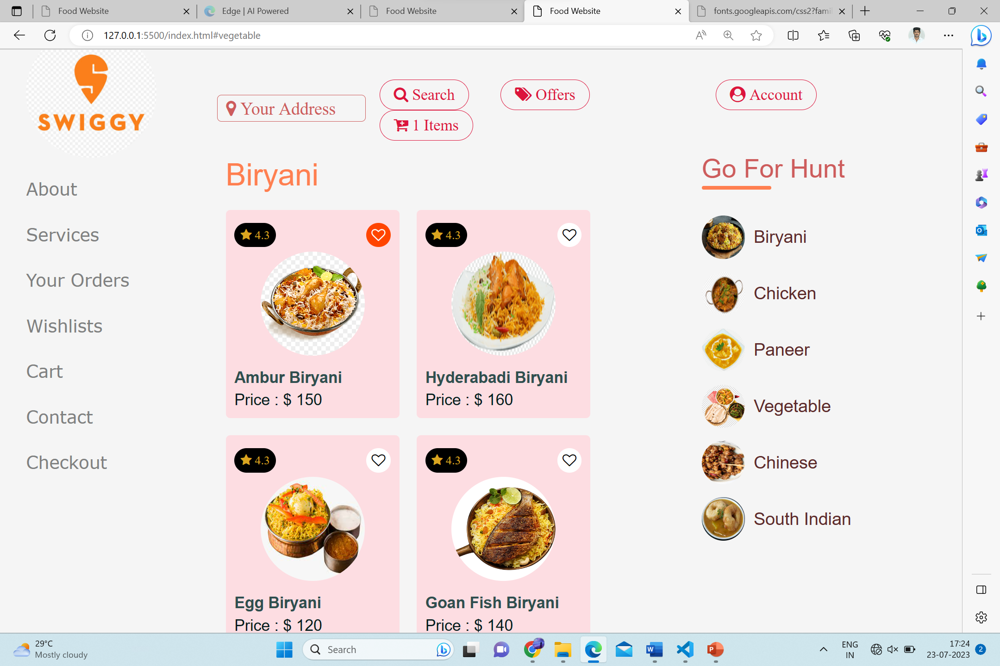 Food Website
Edge | AI Powered
Food Website
Food Website
fonts.googleapis.com/css2?fami
127.0.0.1:5500/index.html#vegetable
SWIGGY
Your Address
Search
Offers
Account
1 Items
About
Services
Your Orders
Wishlists
Cart
Contact
Checkout
Biryani
4.3
Ambur Biryani
Price : $ 150
4.3
Hyderabadi Biryani
Price : $ 160
4.3
Egg Biryani
Price : $ 120
4.3
Goan Fish Biryani
Price : $ 140
Go For Hunt
Biryani
Chicken
Paneer
Vegetable
Chinese
South Indian
29°C
Mostly cloudy
Search
ENG
IN
17:24
23-07-2023
2